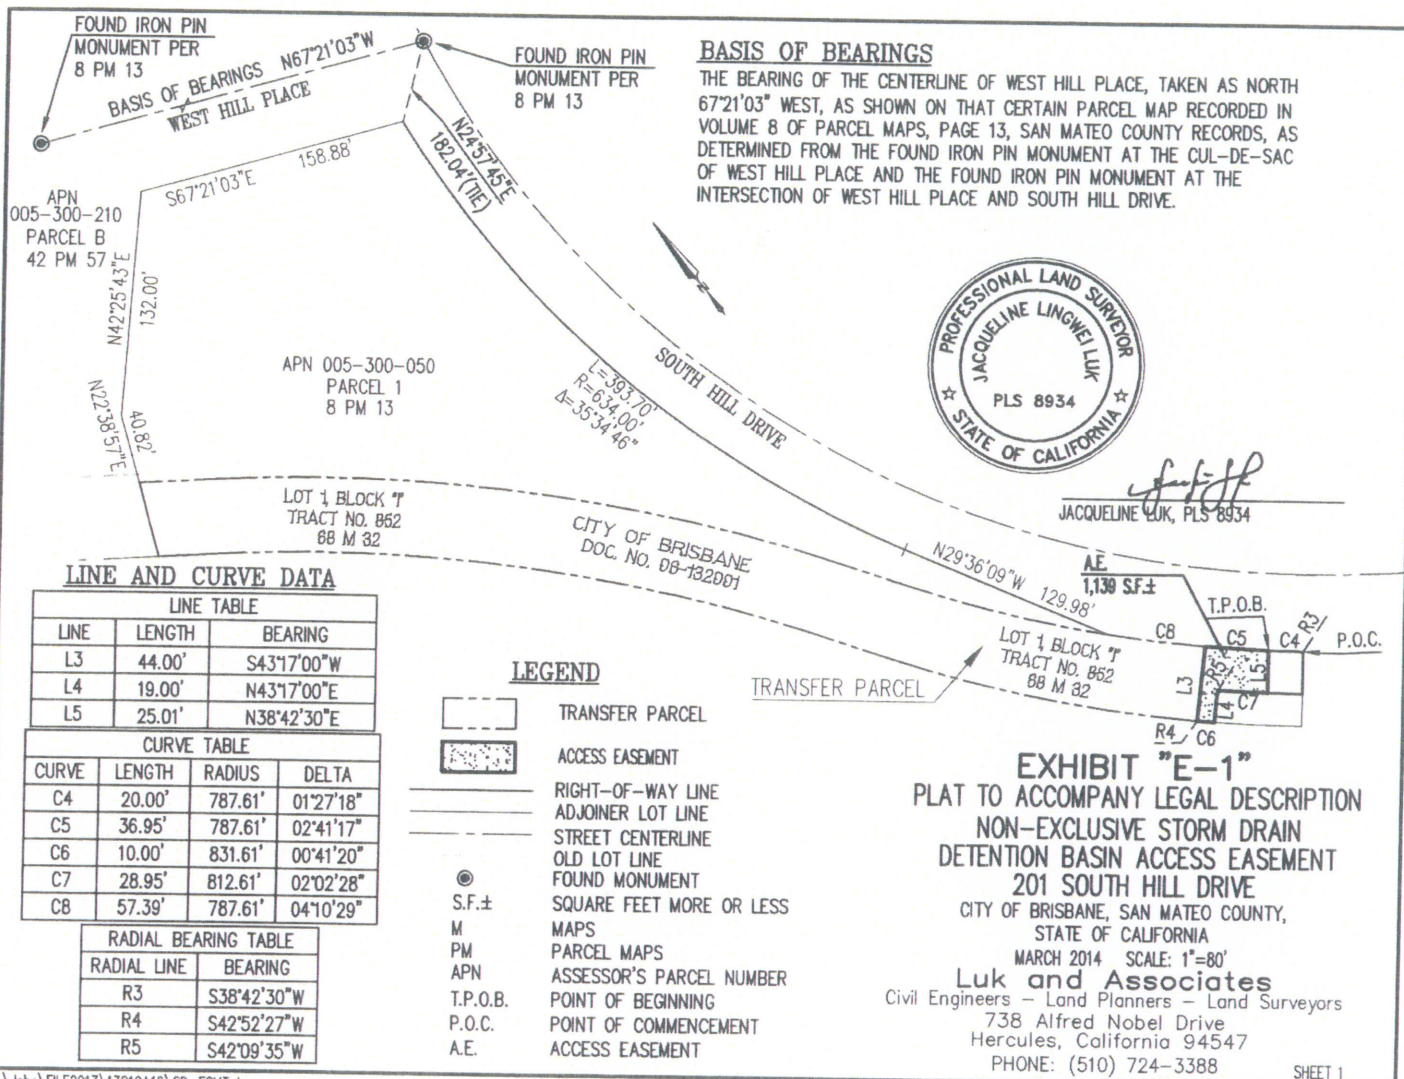 FOUND IRON PIN
MONUMENT PER
8 PM 13
BASIS OF BEARINGS N67°21'03"W
WEST HILL PLACE
FOUND IRON PIN
MONUMENT PER
8 PM 13
BASIS OF BEARINGS
THE BEARING OF THE CENTERLINE OF WEST HILL PLACE, TAKEN AS NORTH
67°21'03" WEST, AS SHOWN ON THAT CERTAIN PARCEL MAP RECORDED IN
VOLUME 8 OF PARCEL MAPS, PAGE 13, SAN MATEO COUNTY RECORDS, AS
DETERMINED FROM THE FOUND IRON PIN MONUMENT AT THE CUL-DE-SAC
OF WEST HILL PLACE AND THE FOUND IRON PIN MONUMENT AT THE
INTERSECTION OF WEST HILL PLACE AND SOUTH HILL DRIVE.
158.88'
S67°21'03"E
N24°57'45"E
182.04'(TIE)
APN
005-300-210
PARCEL B
42 PM 57
N42°25'43"E
132.00'
N
APN 005-300-050
PARCEL 1
8 PM 13
SOUTH HILL DRIVE
L=393.70'
R=634.00'
Δ=35°34'46"
N22°38'57"E
40.82'
PROFESSIONAL LAND SURVEYOR
JACQUELINE LINGWEI LUK
PLS 8934
STATE OF CALIFORNIA
JACQUELINE LUK, PLS 8934
LOT 1, BLOCK "I"
TRACT NO. 852
68 M 32
CITY OF BRISBANE
DOC. NO. 08-132001
N29°36'09"W
129.98'
A.E.
1,139 S.F.±
T.P.O.B.
C8
C5
C4
R3
P.O.C.
LOT 1, BLOCK "I"
TRACT NO. 852
68 M 32
TRANSFER PARCEL
L3
R5
L5
L4
C7
R4
C6
LINE AND CURVE DATA
LINE TABLE
LINE LENGTH BEARING
L3 44.00' S43°17'00"W
L4 19.00' N43°17'00"E
L5 25.01' N38°42'30"E
CURVE TABLE
CURVE LENGTH RADIUS DELTA
C4 20.00' 787.61' 01°27'18"
C5 36.95' 787.61' 02°41'17"
C6 10.00' 831.61' 00°41'20"
C7 28.95' 812.61' 02°02'28"
C8 57.39' 787.61' 04°10'29"
RADIAL BEARING TABLE
RADIAL LINE BEARING
R3 S38°42'30"W
R4 S42°52'27"W
R5 S42°09'35"W
LEGEND
TRANSFER PARCEL
ACCESS EASEMENT
RIGHT-OF-WAY LINE
ADJOINER LOT LINE
STREET CENTERLINE
OLD LOT LINE
FOUND MONUMENT
S.F.± SQUARE FEET MORE OR LESS
M MAPS
PM PARCEL MAPS
APN ASSESSOR'S PARCEL NUMBER
T.P.O.B. POINT OF BEGINNING
P.O.C. POINT OF COMMENCEMENT
A.E. ACCESS EASEMENT
EXHIBIT "E-1"
PLAT TO ACCOMPANY LEGAL DESCRIPTION
NON-EXCLUSIVE STORM DRAIN
DETENTION BASIN ACCESS EASEMENT
201 SOUTH HILL DRIVE
CITY OF BRISBANE, SAN MATEO COUNTY,
STATE OF CALIFORNIA
MARCH 2014 SCALE: 1"=80'
Luk and Associates
Civil Engineers - Land Planners - Land Surveyors
738 Alfred Nobel Drive
Hercules, California 94547
PHONE: (510) 724-3388
SHEET 1